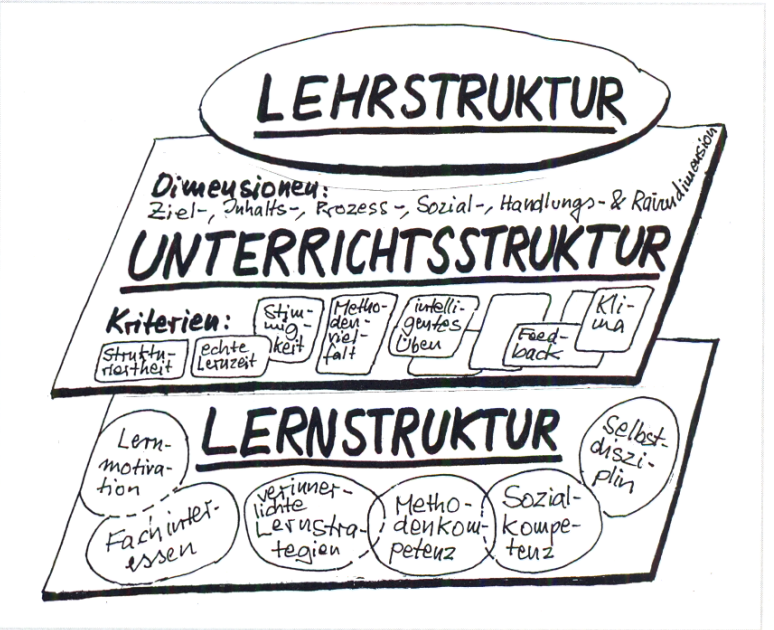 LEHRSTRUKTUR
Dimensionen:
Ziel-, Inhalts-, Prozess-, Sozial-, Handlungs- & Raumdimension
UNTERRICHTSSTRUKTUR
Kriterien:
Struktu-
riertheit
echte
Lernzeit
Stim-
mig-
keit
Metho-
den-
viel-
falt
intelli-
gentes
Üben
Feed-
back
Kli-
ma
LERNSTRUKTUR
Lern-
motiva-
tion
Fachinter-
essen
verinner-
lichte
Lernstra-
tegien
Metho-
denkom-
petenz
Sozial-
kompe-
tenz
Selbst-
diszi-
plin